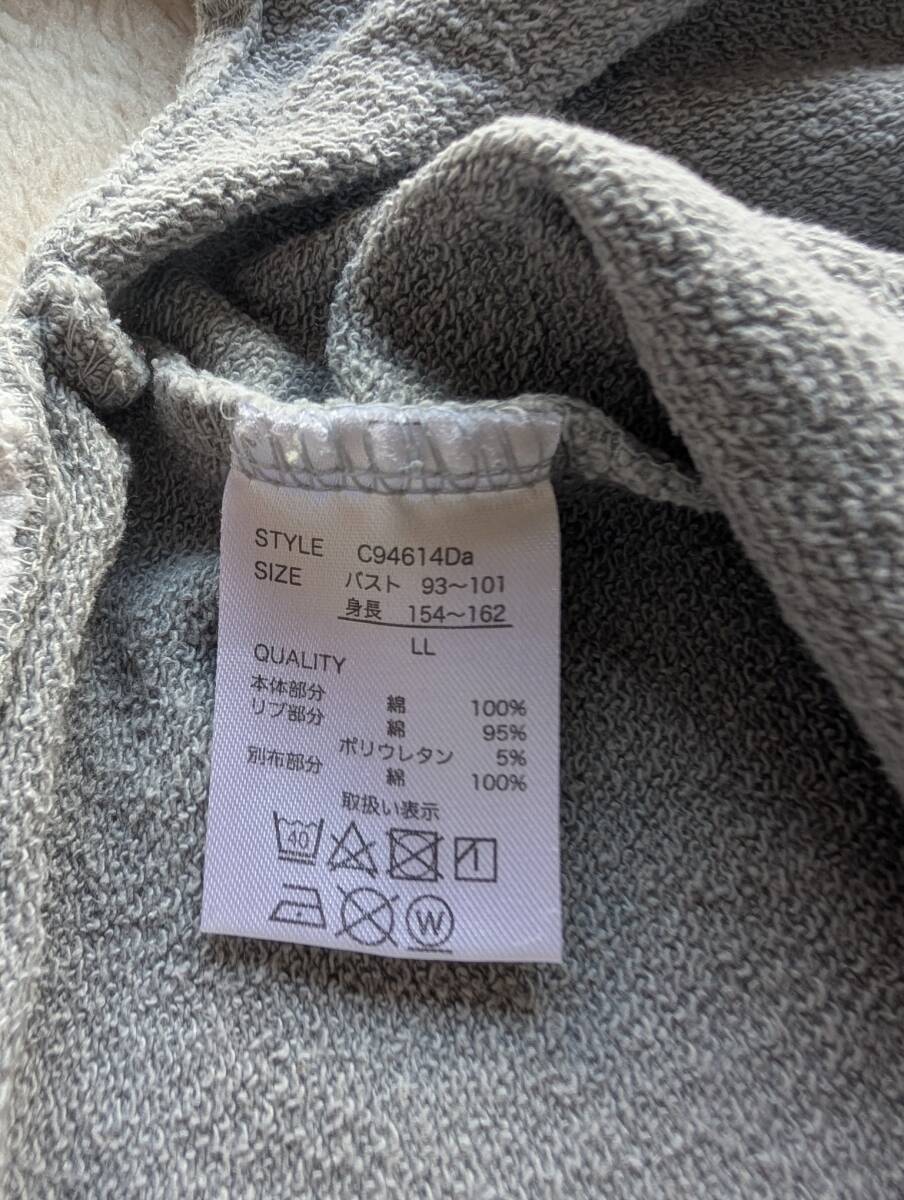 STYLE C94614Da
SIZE バスト 93〜101
身長 154〜162
LL
QUALITY
本体部分 綿 100%
リブ部分 綿 95%
ポリウレタン 5%
別布部分 綿 100%
取扱い表示
40
W